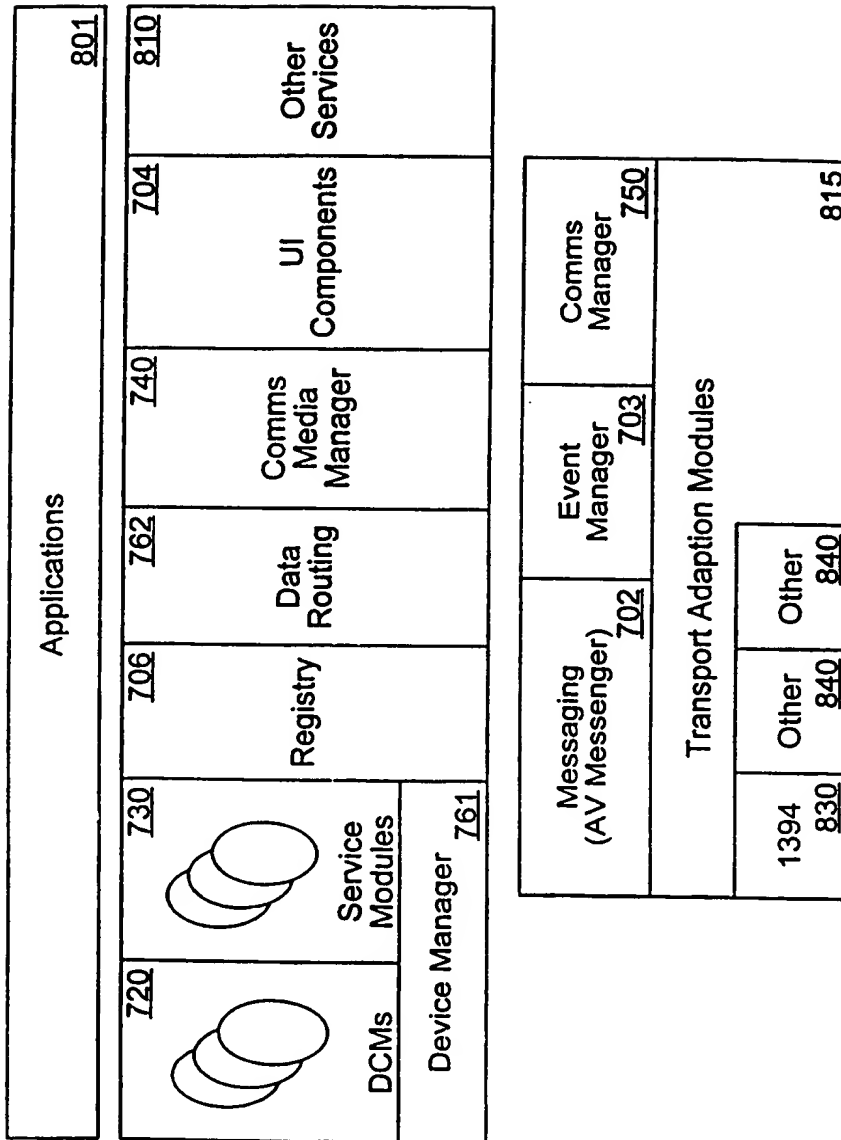 Applications
801
720
DCMs
730
Service
Modules
Device Manager
761
706
Registry
762
Data
Routing
740
Comms
Media
Manager
704
UI
Components
810
Other
Services
Messaging
(AV Messenger)
702
Event
Manager
703
Comms
Manager
750
Transport Adaption Modules
815
1394
830
Other
840
Other
840